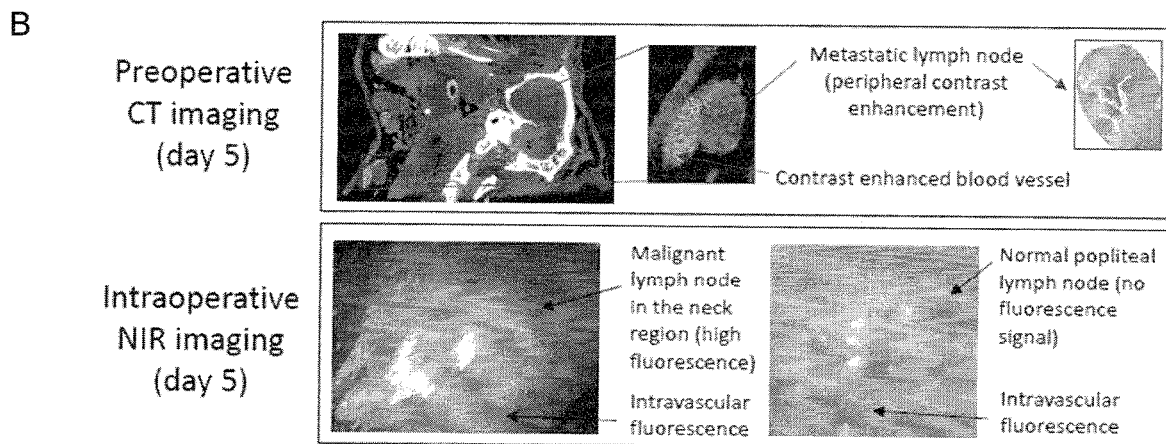 B
Preoperative
CT imaging
(day 5)
Metastatic lymph node
(peripheral contrast
enhancement)
Contrast enhanced blood vessel
Intraoperative
NIR imaging
(day 5)
Malignant
lymph node
in the neck
region (high
fluorescence)
Intravascular
fluorescence
Normal popliteal
lymph node (no
fluorescence
signal)
Intravascular
fluorescence